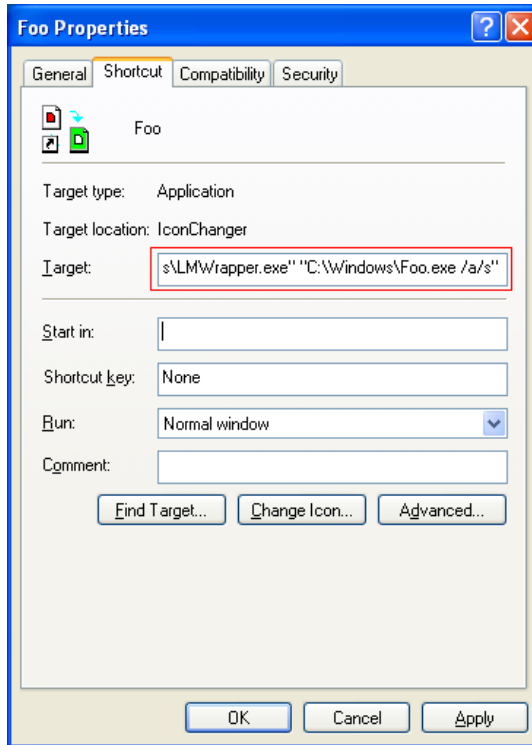 Foo Properties
General Shortcut Compatibility Security
Foo
Target type: Application
Target location: IconChanger
Target: s\LMWrapper.exe" "C:\Windows\Foo.exe /a/s"
Start in:
Shortcut key: None
Run: Normal window
Comment:
Find Target... Change Icon... Advanced...
OK Cancel Apply